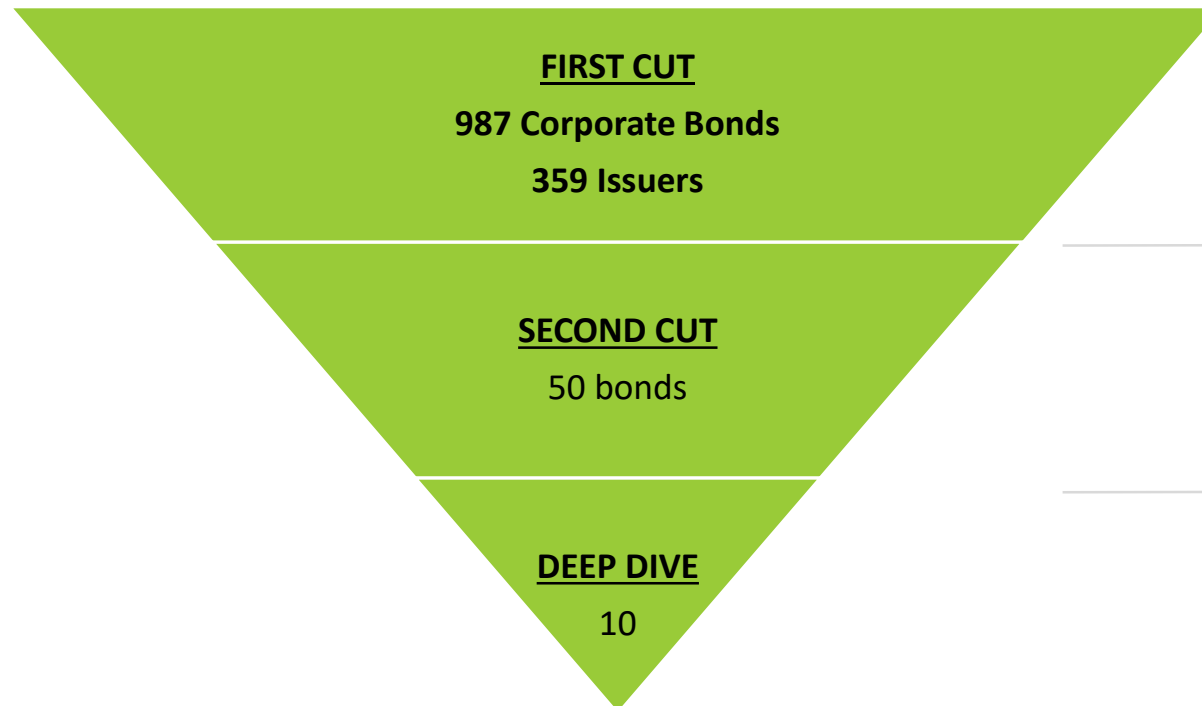 FIRST CUT
987 Corporate Bonds
359 Issuers
SECOND CUT
50 bonds
DEEP DIVE
10